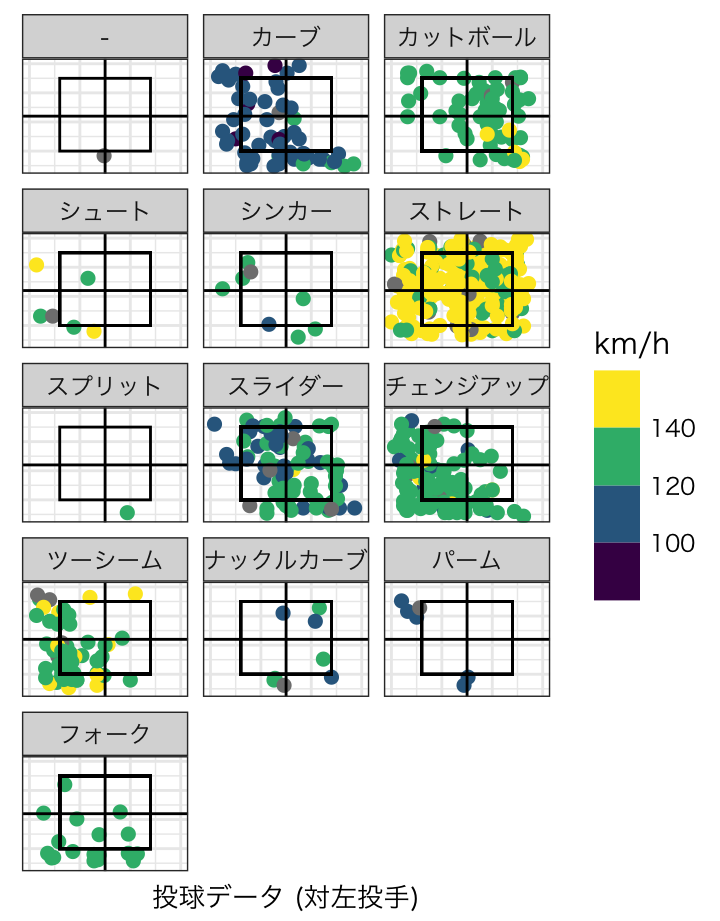 -
カーブ
カットボール
シュート
シンカー
ストレート
スプリット
スライダー
チェンジアップ
ツーシーム
ナックルカーブ
パーム
フォーク
km/h
140
120
100
投球データ (対左投手)